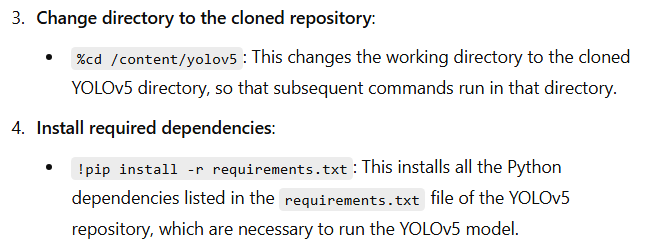 3. Change directory to the cloned repository:
• %cd /content/yolov5: This changes the working directory to the cloned
YOLOv5 directory, so that subsequent commands run in that directory.
4. Install required dependencies:
• !pip install -r requirements.txt: This installs all the Python
dependencies listed in the requirements.txt file of the YOLOv5
repository, which are necessary to run the YOLOv5 model.